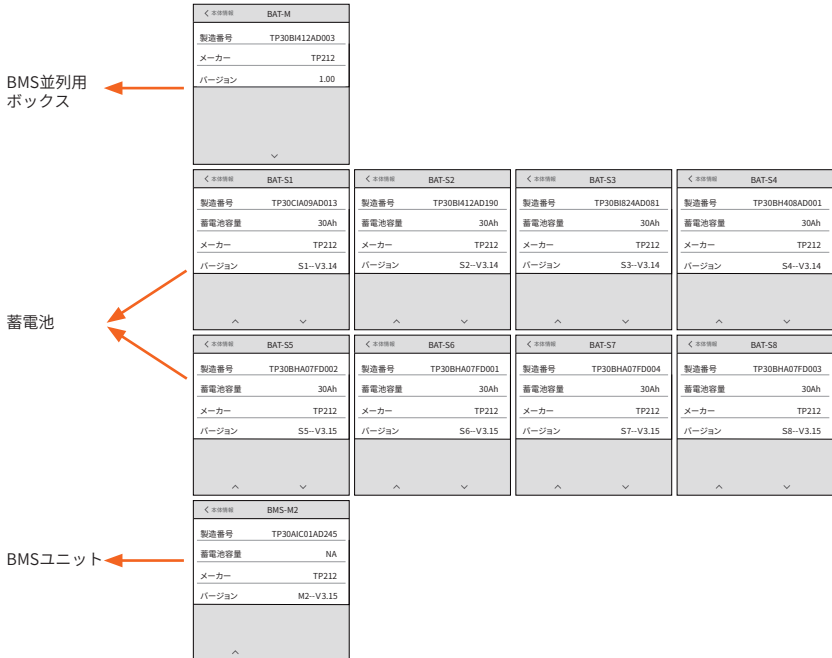 く 本体情報 BAT-M
製造番号 TP30BI412AD003
メーカー TP212
バージョン 1.00
BMS並列用
ボックス
く 本体情報 BAT-S1
製造番号 TP30CIA09AD013
蓄電池容量 30Ah
メーカー TP212
バージョン S1--V3.14
く 本体情報 BAT-S2
製造番号 TP30BI412AD190
蓄電池容量 30Ah
メーカー TP212
バージョン S2--V3.14
く 本体情報 BAT-S3
製造番号 TP30BI824AD081
蓄電池容量 30Ah
メーカー TP212
バージョン S3--V3.14
く 本体情報 BAT-S4
製造番号 TP30BH408AD001
蓄電池容量 30Ah
メーカー TP212
バージョン S4--V3.14
蓄電池
く 本体情報 BAT-S5
製造番号 TP30BHA07FD002
蓄電池容量 30Ah
メーカー TP212
バージョン S5--V3.15
く 本体情報 BAT-S6
製造番号 TP30BHA07FD001
蓄電池容量 30Ah
メーカー TP212
バージョン S6--V3.15
く 本体情報 BAT-S7
製造番号 TP30BHA07FD004
蓄電池容量 30Ah
メーカー TP212
バージョン S7--V3.15
く 本体情報 BAT-S8
製造番号 TP30BHA07FD003
蓄電池容量 30Ah
メーカー TP212
バージョン S8--V3.15
く 本体情報 BMS-M2
製造番号 TP30AIC01AD245
蓄電池容量 NA
メーカー TP212
バージョン M2--V3.15
BMSユニット